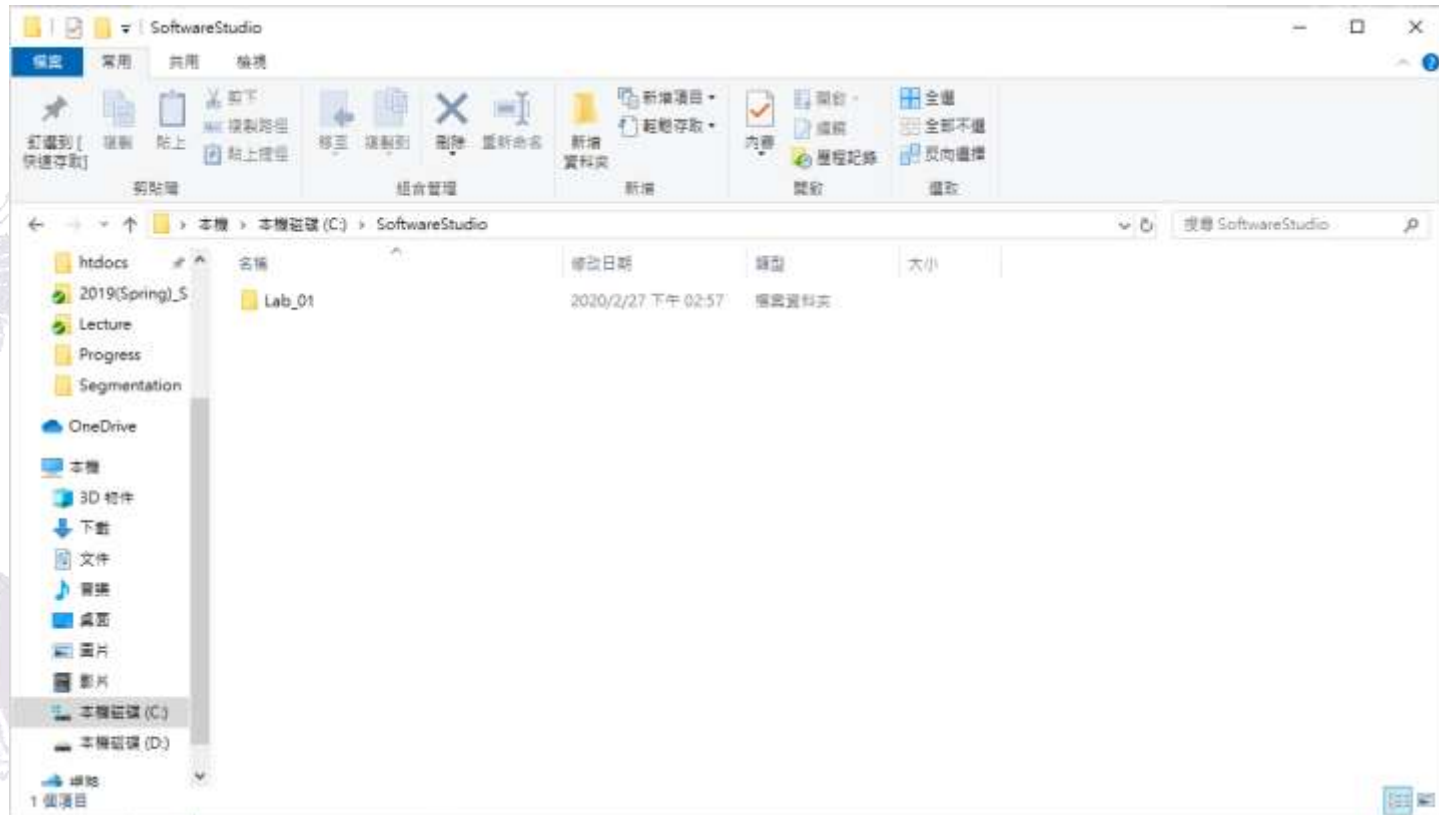 SoftwareStudio
檔案 常用 共用 檢視
釘選到 [快速存取]
複製
貼上
剪下
複製路徑
貼上捷徑
移至
複製到
刪除
重新命名
新增資料夾
新增項目
輕鬆存取
內容
開啟
編輯
歷程記錄
全選
全部不選
反向選擇
剪貼簿 組合管理 新增 開啟 選取
本機 › 本機磁碟 (C:) › SoftwareStudio
搜尋 SoftwareStudio
名稱 修改日期 類型 大小
Lab_01 2020/2/27 下午 02:57 檔案資料夾
htdocs
2019(Spring)_S
Lecture
Progress
Segmentation
OneDrive
本機
3D 物件
下載
文件
音樂
桌面
圖片
影片
本機磁碟 (C:)
本機磁碟 (D:)
網路
1 個項目